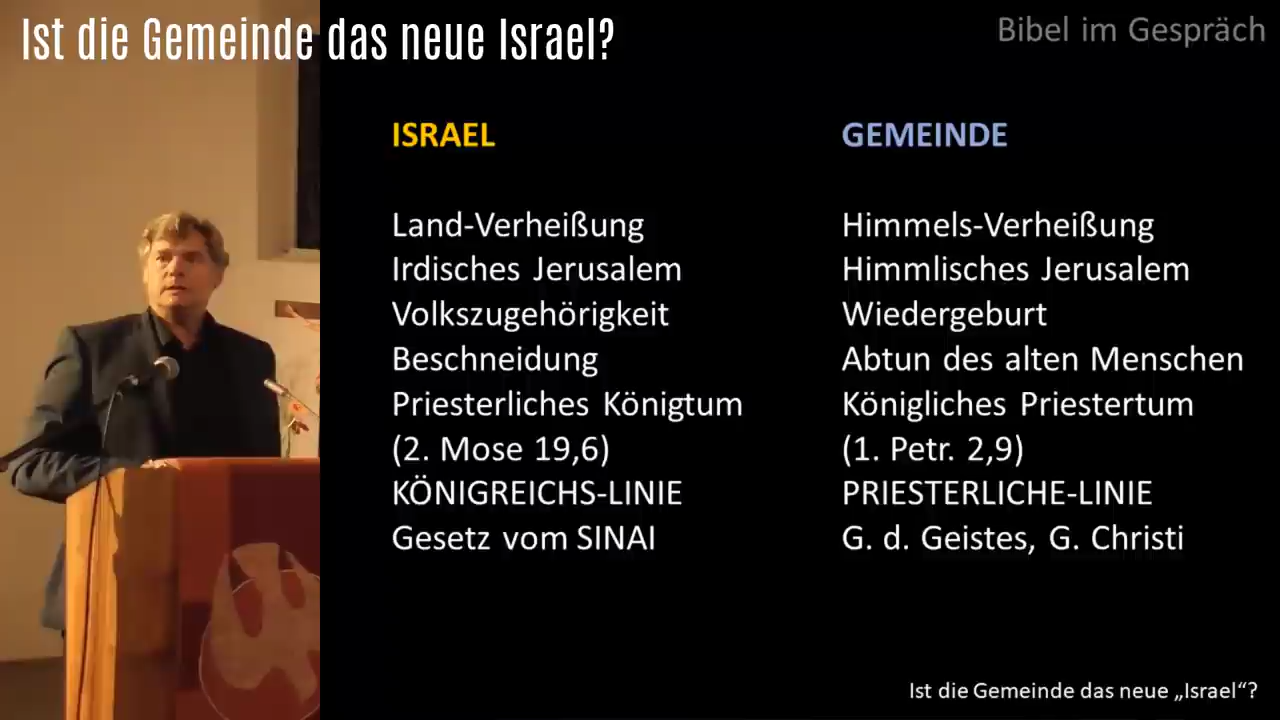 Ist die Gemeinde das neue Israel?
Bibel im Gespräch
ISRAEL
Land-Verheißung
Irdisches Jerusalem
Volkszugehörigkeit
Beschneidung
Priesterliches Königtum
(2. Mose 19,6)
KÖNIGREICHS-LINIE
Gesetz vom SINAI
GEMEINDE
Himmels-Verheißung
Himmlisches Jerusalem
Wiedergeburt
Abtun des alten Menschen
Königliches Priestertum
(1. Petr. 2,9)
PRIESTERLICHE-LINIE
G. d. Geistes, G. Christi
Ist die Gemeinde das neue „Israel“?